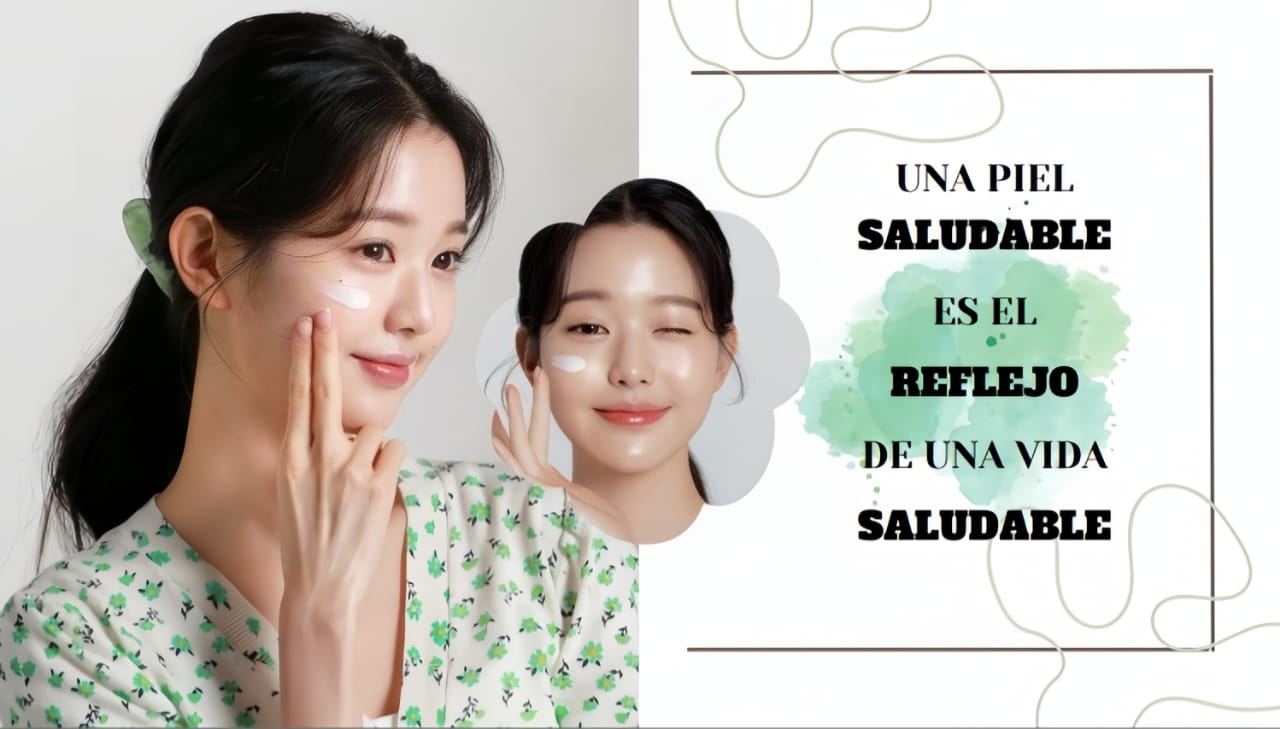 UNA PIEL
SALUDABLE
ES EL
REFLEJO
DE UNA VIDA
SALUDABLE